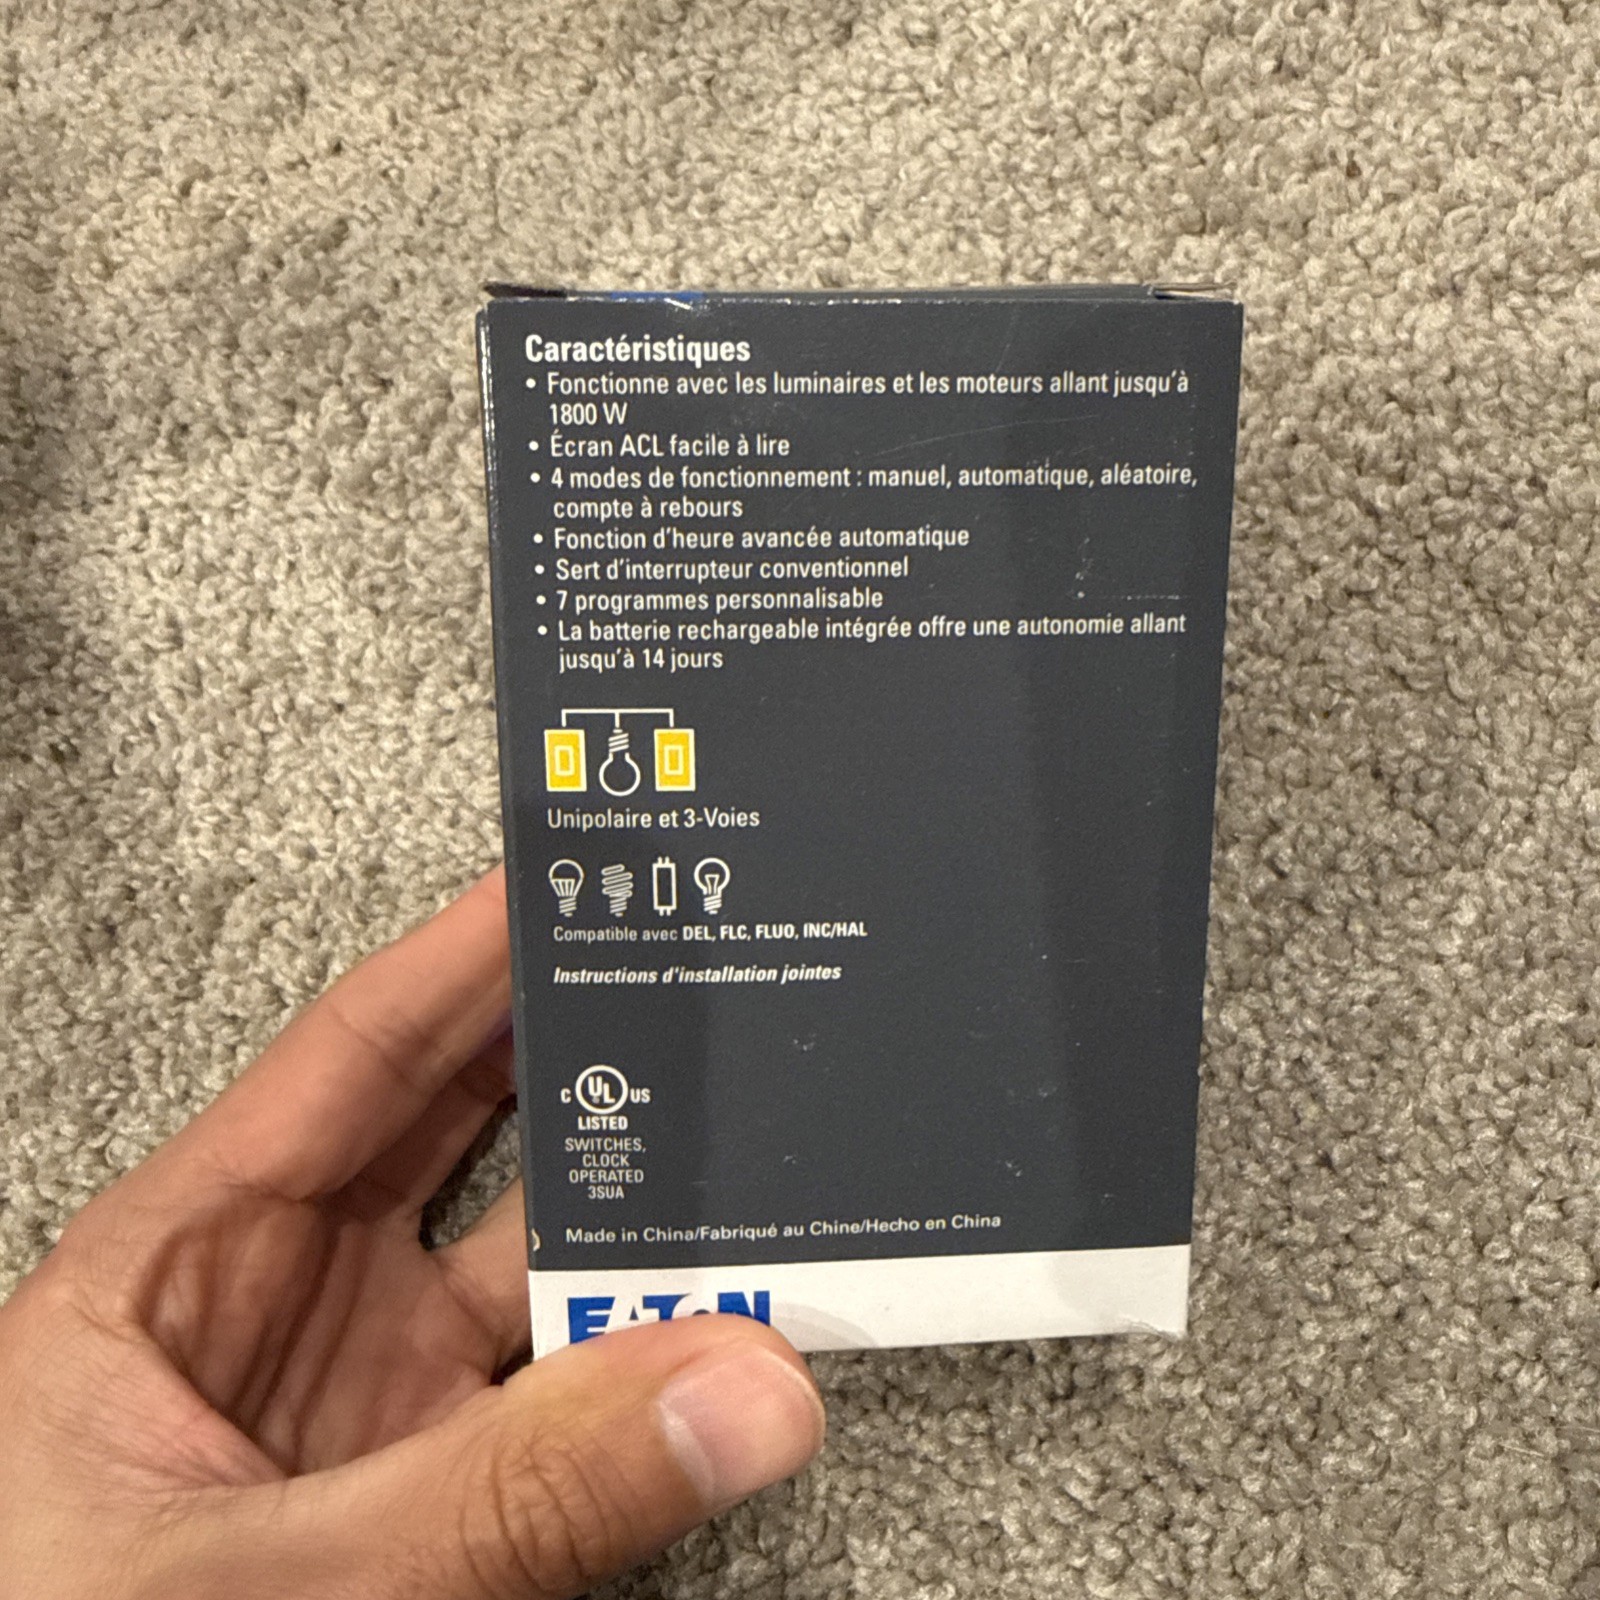 Caractéristiques
• Fonctionne avec les luminaires et les moteurs allant jusqu'à
1800 W
• Écran ACL facile à lire
• 4 modes de fonctionnement : manuel, automatique, aléatoire,
compte à rebours
• Fonction d'heure avancée automatique
• Sert d'interrupteur conventionnel
• 7 programmes personnalisable
• La batterie rechargeable intégrée offre une autonomie allant
jusqu'à 14 jours
Unipolaire et 3-Voies
Compatible avec DEL, FLC, FLUO, INC/HAL
Instructions d'installation jointes
C UL US
LISTED
SWITCHES,
CLOCK
OPERATED
3SUA
Made in China/Fabriqué au Chine/Hecho en China
EATON